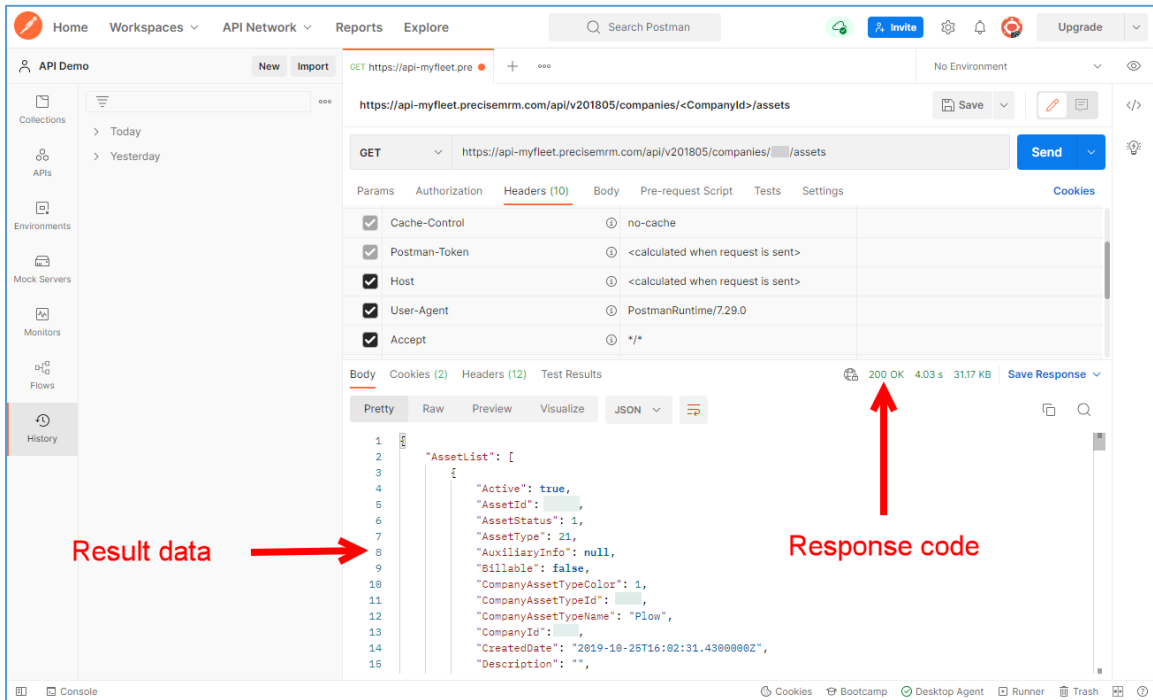 Home Workspaces API Network Reports Explore Search Postman Invite Upgrade
API Demo New Import GET https://api-myfleet.pre No Environment
https://api-myfleet.precisemrm.com/api/v201805/companies/<CompanyId>/assets Save
Collections
Today
Yesterday
GET https://api-myfleet.precisemrm.com/api/v201805/companies/ /assets Send
APIs
Params Authorization Headers (10) Body Pre-request Script Tests Settings Cookies
Environments
Cache-Control no-cache
Postman-Token <calculated when request is sent>
Mock Servers
Host <calculated when request is sent>
User-Agent PostmanRuntime/7.29.0
Monitors
Accept */*
Flows
Body Cookies (2) Headers (12) Test Results 200 OK 4.03 s 31.17 KB Save Response
History
Pretty Raw Preview Visualize JSON
1 {
2 "AssetList": [
3 {
4 "Active": true,
5 "AssetId": ,
6 "AssetStatus": 1,
7 "AssetType": 21,
8 "AuxiliaryInfo": null,
9 "Billable": false,
10 "CompanyAssetTypeColor": 1,
11 "CompanyAssetTypeId": ,
12 "CompanyAssetTypeName": "Plow",
13 "CompanyId": ,
14 "CreatedDate": "2019-10-25T16:02:31.4300000Z",
15 "Description": "",
Result data
Response code
Console Cookies Bootcamp Desktop Agent Runner Trash